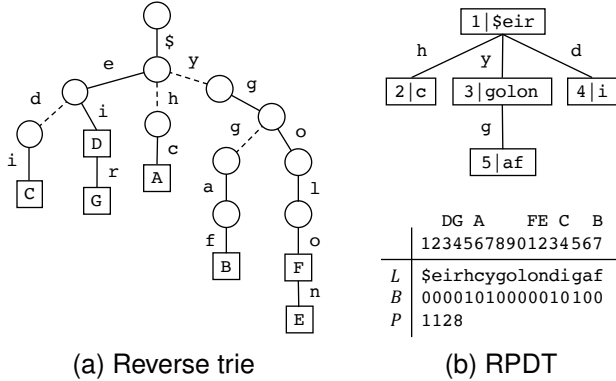 $
e y
h g
d i g o
D
i r c a l
C G A
f o
B F
n
E
(a) Reverse trie
1|$eir
h y d
2|c 3|golon 4|i
g
5|af
DG A FE C B
12345678901234567
L $eirhcygolondigaf
B 00001010000010100
P 1128
(b) RPDT